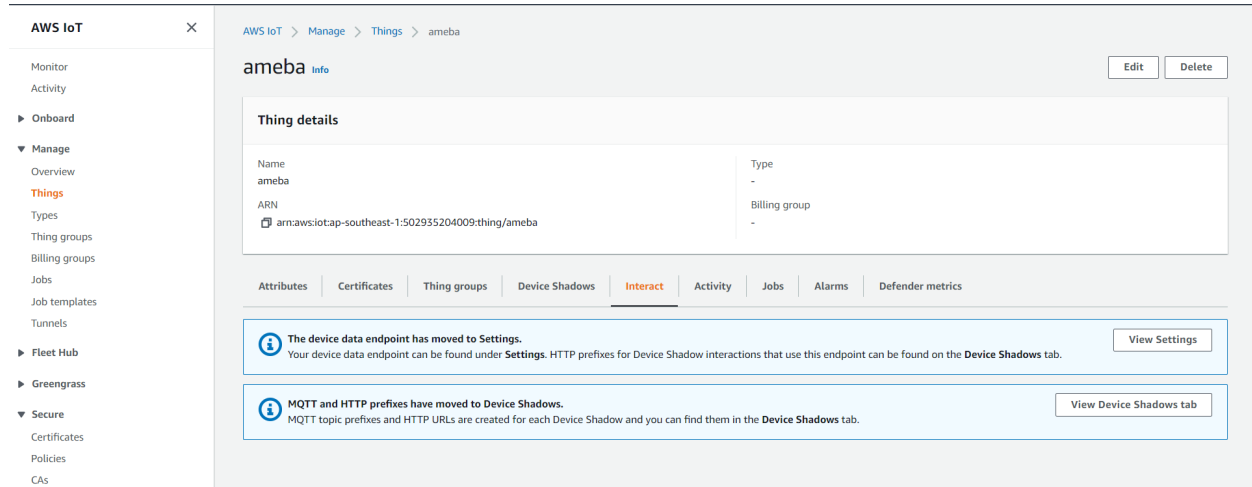 AWS IoT
Monitor
Activity
Onboard
Manage
Overview
Things
Types
Thing groups
Billing groups
Jobs
Job templates
Tunnels
Fleet Hub
Greengrass
Secure
Certificates
Policies
CAs
AWS IoT > Manage > Things > ameba
ameba Info
Edit Delete
Thing details
Name
ameba
ARN
arn:aws:iot:ap-southeast-1:502935204009:thing/ameba
Type
-
Billing group
-
Attributes Certificates Thing groups Device Shadows Interact Activity Jobs Alarms Defender metrics
The device data endpoint has moved to Settings.
Your device data endpoint can be found under Settings. HTTP prefixes for Device Shadow interactions that use this endpoint can be found on the Device Shadows tab.
View Settings
MQTT and HTTP prefixes have moved to Device Shadows.
MQTT topic prefixes and HTTP URLs are created for each Device Shadow and you can find them in the Device Shadows tab.
View Device Shadows tab